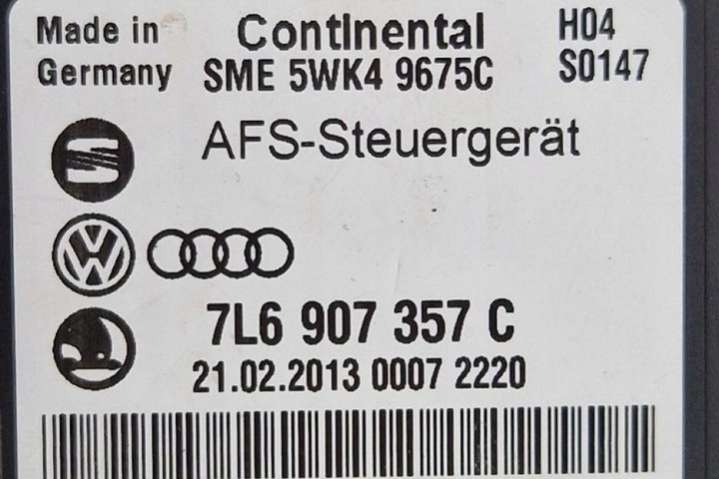 Made in Continental H04
Germany SME 5WK4 9675C S0147
AFS-Steuergerät
7L6 907 357 C
21.02.2013 0007 2220